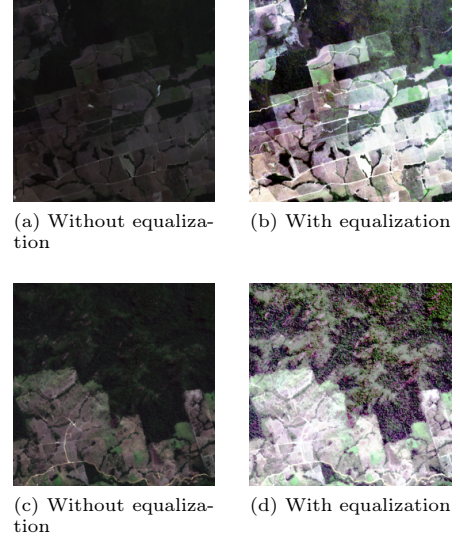 (a) Without equaliza-
tion
(b) With equalization
(c) Without equaliza-
tion
(d) With equalization